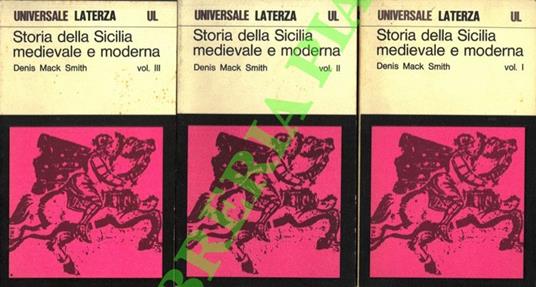 UNIVERSALE LATERZA UL
Storia della Sicilia
medievale e moderna
Denis Mack Smith vol. III
UNIVERSALE LATERZA UL
Storia della Sicilia
medievale e moderna
Denis Mack Smith vol. II
UNIVERSALE LATERZA UL
Storia della Sicilia
medievale e moderna
Denis Mack Smith vol. I
LIBRERIA PIA